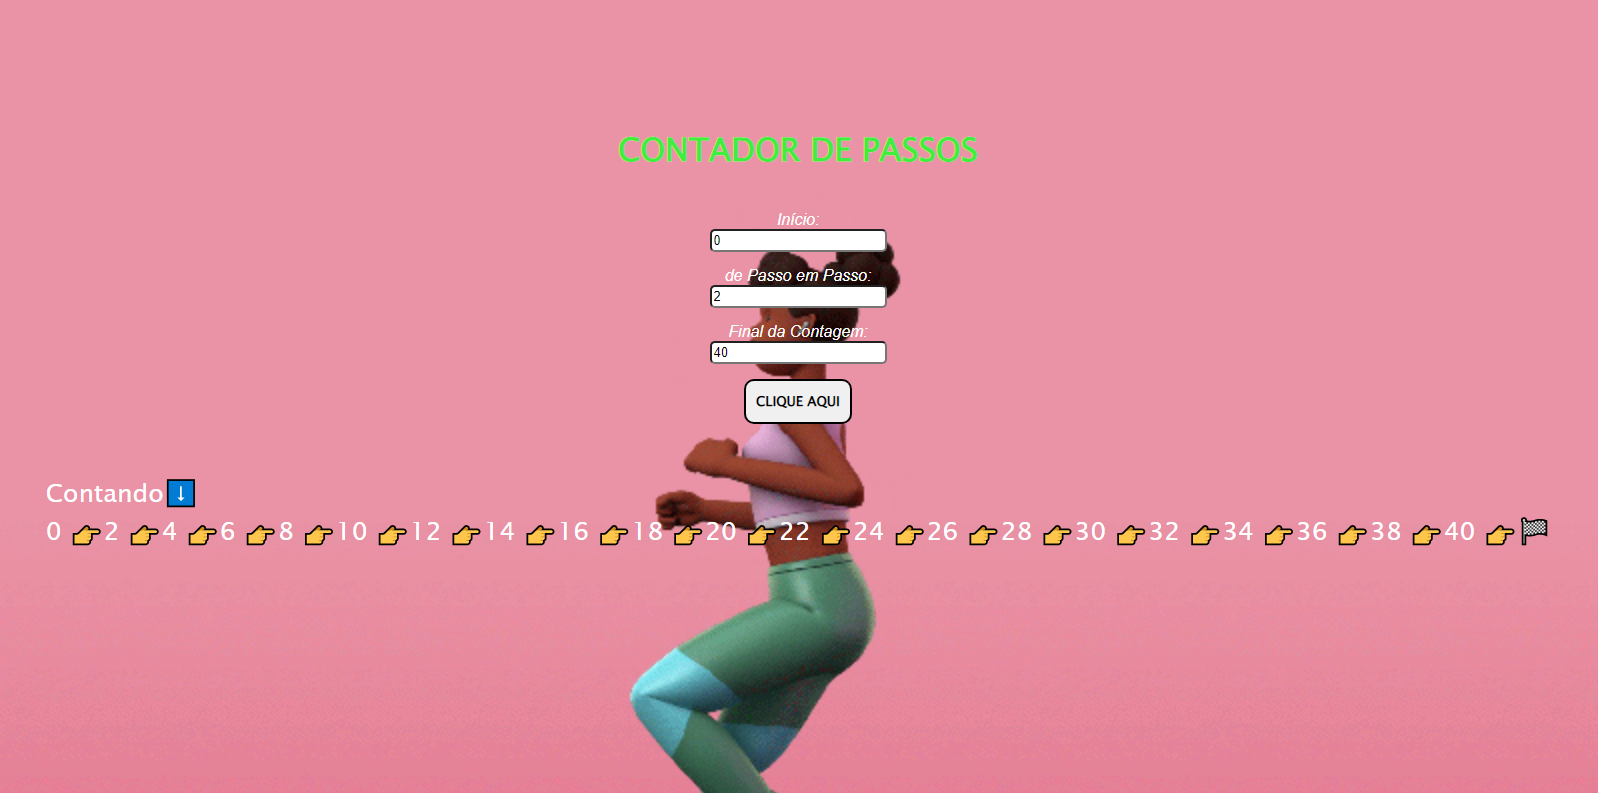 CONTADOR DE PASSOS
Início:
0
de Passo em Passo:
2
Final da Contagem:
40
CLIQUE AQUI
Contando ⬇️
0 👉2 👉4 👉6 👉8 👉10 👉12 👉14 👉16 👉18 👉20 👉22 👉24 👉26 👉28 👉30 👉32 👉34 👉36 👉38 👉40 👉🏁